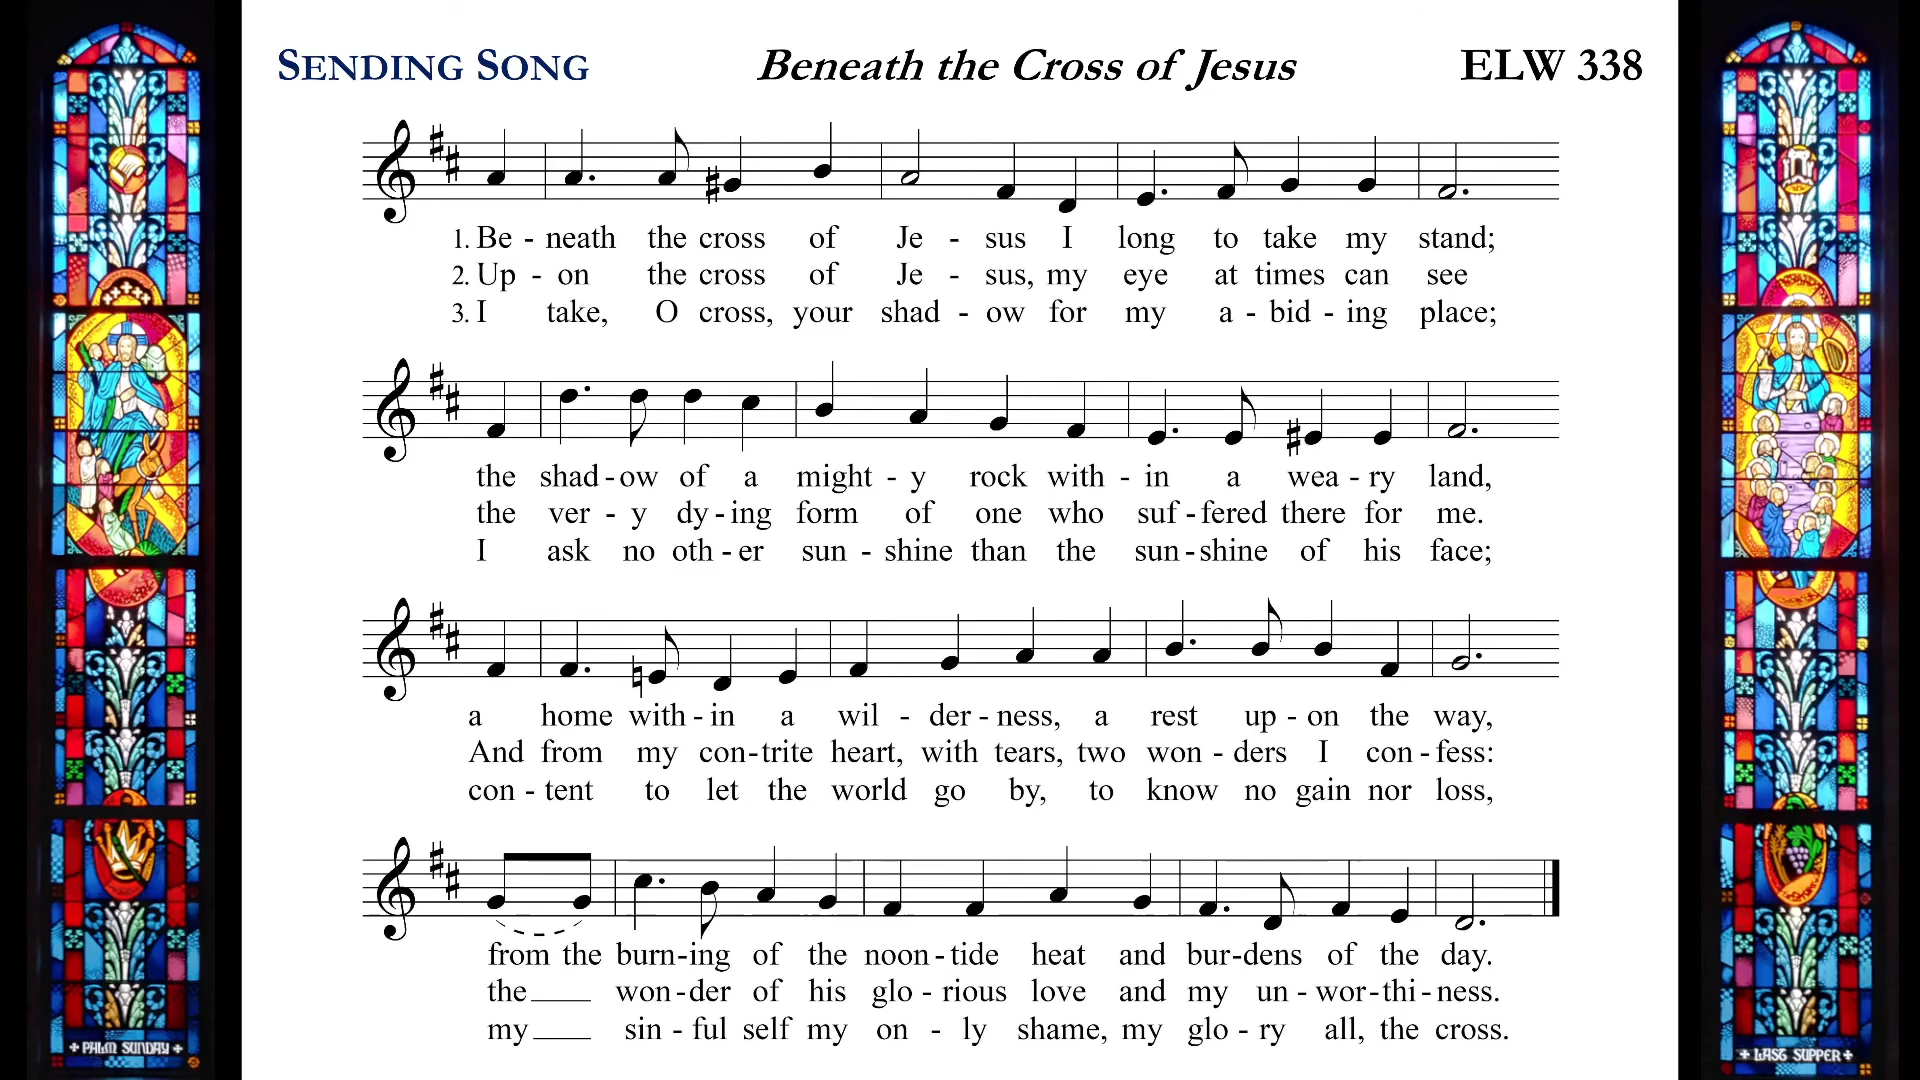 SENDING SONG Beneath the Cross of Jesus ELW 338
1. Be - neath the cross of Je - sus I long to take my stand;
2. Up - on the cross of Je - sus, my eye at times can see
3. I take, O cross, your shad - ow for my a - bid - ing place;
the shad - ow of a might - y rock with - in a wea - ry land,
the ver - y dy - ing form of one who suf - fered there for me.
I ask no oth - er sun - shine than the sun - shine of his face;
a home with - in a wil - der - ness, a rest up - on the way,
And from my con - trite heart, with tears, two won - ders I con - fess:
con - tent to let the world go by, to know no gain nor loss,
from the burn - ing of the noon - tide heat and bur - dens of the day.
the won - der of his glo - rious love and my un - wor - thi - ness.
my sin - ful self my on - ly shame, my glo - ry all, the cross.
PALM SUNDAY
LAST SUPPER